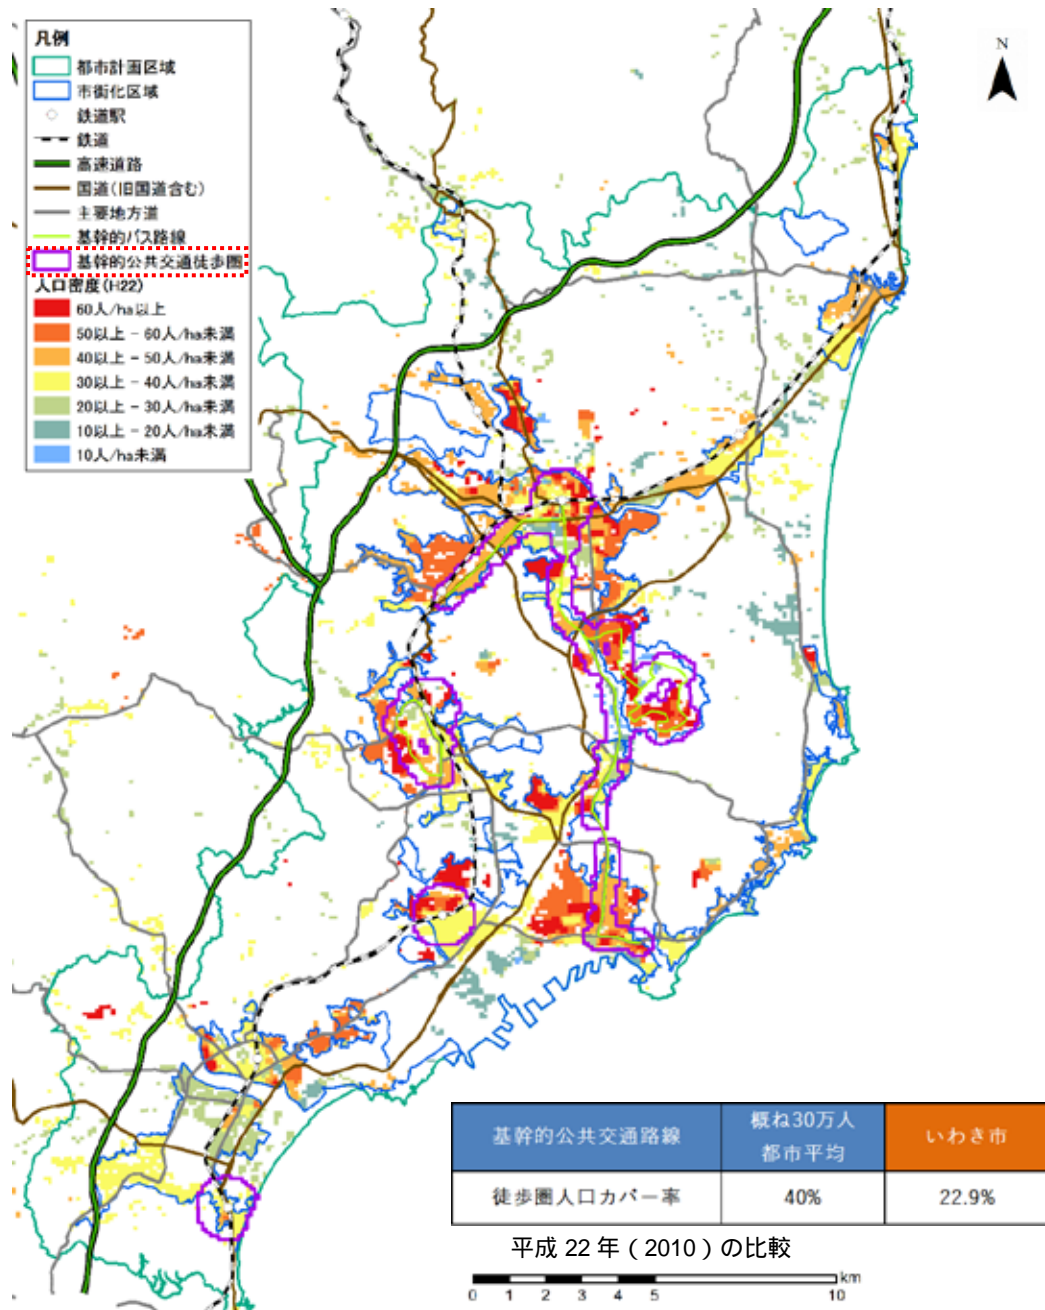 凡例
都市計画区域
市街化区域
鉄道駅
鉄道
高速道路
国道(旧国道含む)
主要地方道
基幹的バス路線
基幹的公共交通徒歩圏
人口密度(H22)
60人/ha以上
50以上 - 60人/ha未満
40以上 - 50人/ha未満
30以上 - 40人/ha未満
20以上 - 30人/ha未満
10以上 - 20人/ha未満
10人/ha未満
N
基幹的公共交通路線 概ね30万人都市平均 いわき市
徒歩圏人口カバー率 40% 22.9%
平成 22 年（2010）の比較
km
0 1 2 3 4 5 10